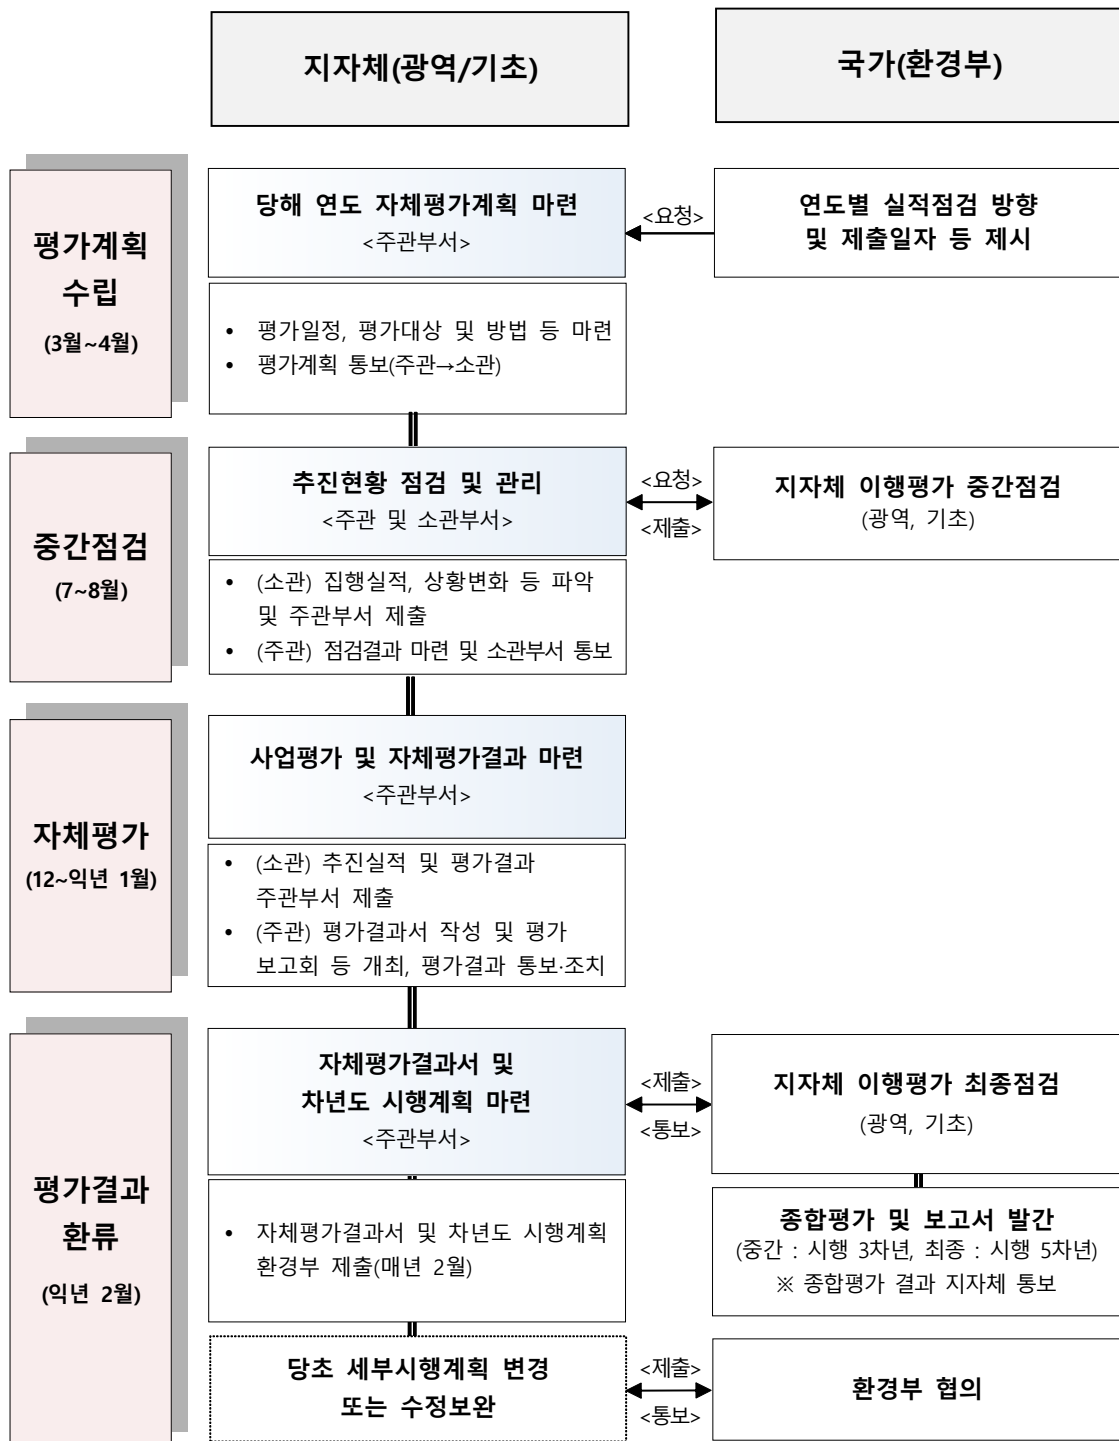 지자체(광역/기초)
국가(환경부)
평가계획
수립
(3월~4월)
당해 연도 자체평가계획 마련
<주관부서>
<요청>
연도별 실적점검 방향
및 제출일자 등 제시
• 평가일정, 평가대상 및 방법 등 마련
• 평가계획 통보(주관→소관)
중간점검
(7~8월)
추진현황 점검 및 관리
<주관 및 소관부서>
<요청>
<제출>
지자체 이행평가 중간점검
(광역, 기초)
• (소관) 집행실적, 상황변화 등 파악
및 주관부서 제출
• (주관) 점검결과 마련 및 소관부서 통보
자체평가
(12~익년 1월)
사업평가 및 자체평가결과 마련
<주관부서>
• (소관) 추진실적 및 평가결과
주관부서 제출
• (주관) 평가결과서 작성 및 평가
보고회 등 개최, 평가결과 통보·조치
평가결과
환류
(익년 2월)
자체평가결과서 및
차년도 시행계획 마련
<주관부서>
<제출>
<통보>
지자체 이행평가 최종점검
(광역, 기초)
• 자체평가결과서 및 차년도 시행계획
환경부 제출(매년 2월)
종합평가 및 보고서 발간
(중간 : 시행 3차년, 최종 : 시행 5차년)
※ 종합평가 결과 지자체 통보
당초 세부시행계획 변경
또는 수정보완
<제출>
<통보>
환경부 협의